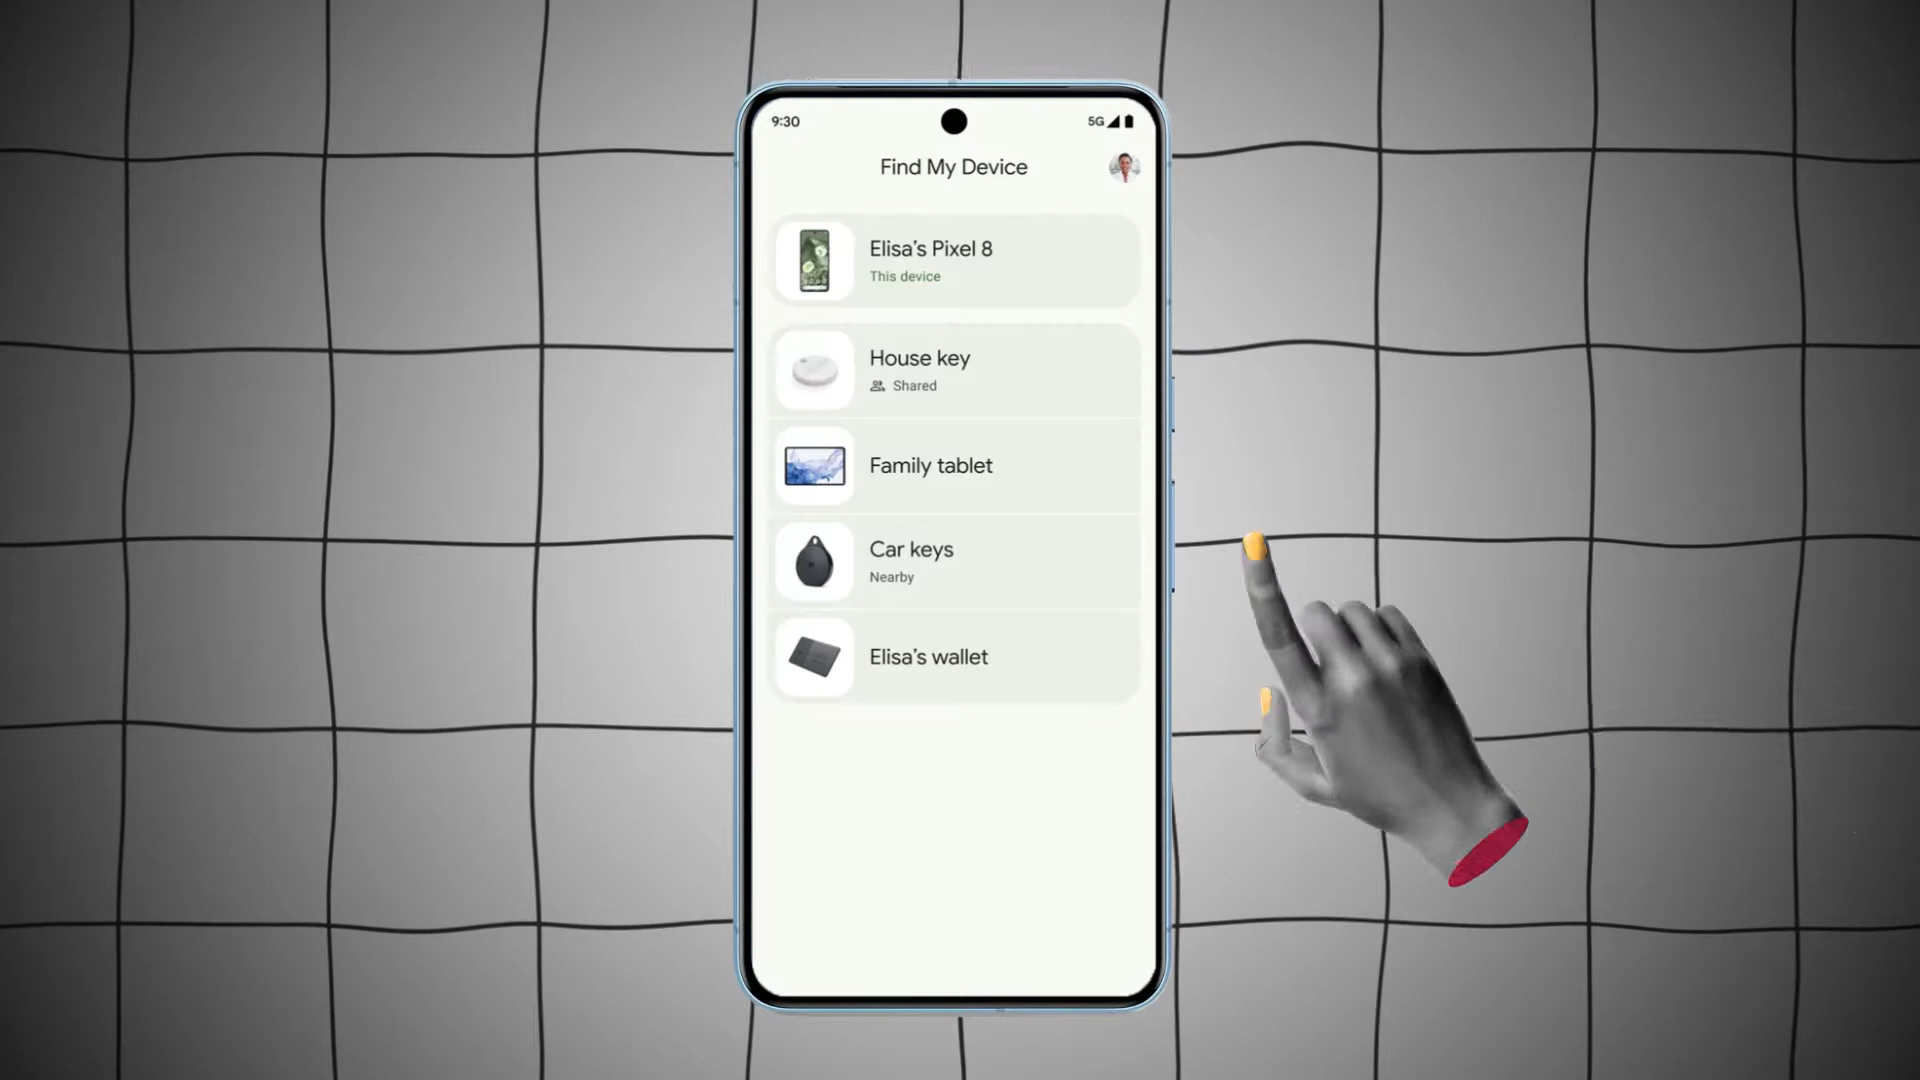 9:30
5G
Find My Device
Elisa’s Pixel 8
This device
House key
Shared
Family tablet
Car keys
Nearby
Elisa’s wallet